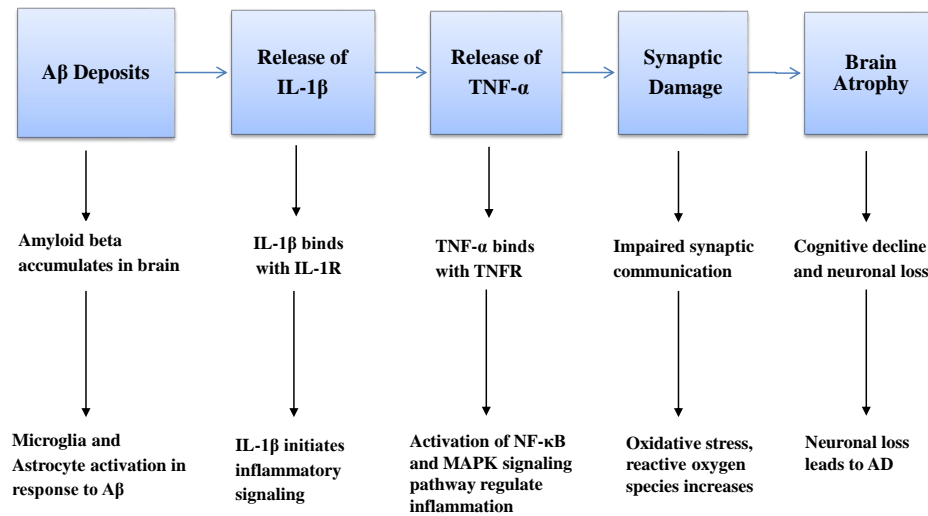 Aβ Deposits
Release of
IL-1β
Release of
TNF-α
Synaptic
Damage
Brain
Atrophy
Amyloid beta
accumulates in brain
IL-1β binds
with IL-1R
TNF-α binds
with TNFR
Impaired synaptic
communication
Cognitive decline
and neuronal loss
Microglia and
Astrocyte activation in
response to Aβ
IL-1β initiates
inflammatory
signaling
Activation of NF-κB
and MAPK signaling
pathway regulate
inflammation
Oxidative stress,
reactive oxygen
species increases
Neuronal loss
leads to AD